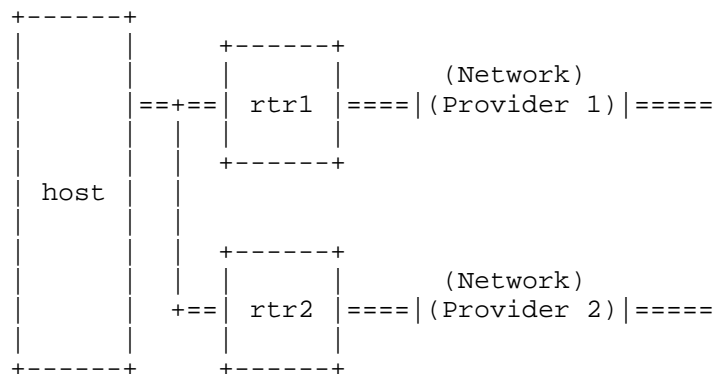 (Network)
rtr1 (Provider 1)
host
(Network)
rtr2 (Provider 2)